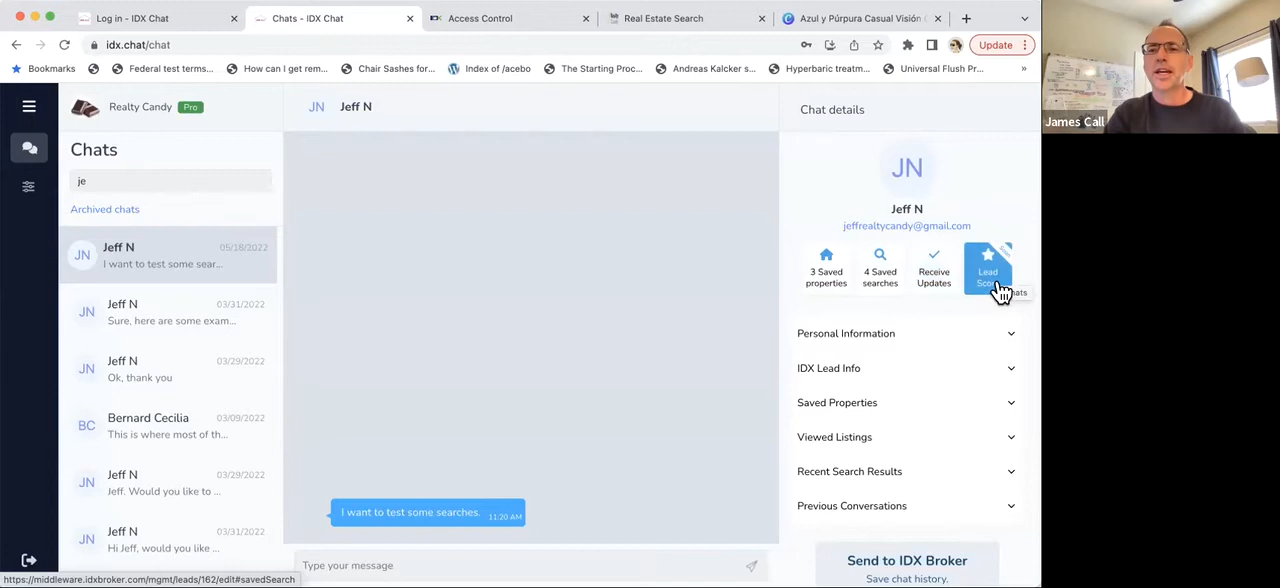 Log in - IDX Chat
Chats - IDX Chat
Access Control
Real Estate Search
Azul y Púrpura Casual Visión
idx.chat/chat
Update
Bookmarks
Federal test terms...
How can I get rem...
Chair Sashes for...
Index of /acebo
The Starting Proc...
Andreas Kalcker s...
Hyperbaric treatm...
Universal Flush Pr...
»
James Call
Realty Candy Pro
JN Jeff N
Chat details
Chats
je
Archived chats
JN
Jeff N 05/18/2022
I want to test some sear...
JN
Jeff N 03/31/2022
Sure, here are some exam...
JN
Jeff N 03/29/2022
Ok, thank you
BC
Bernard Cecilia 03/09/2022
This is where most of th...
JN
Jeff N 03/29/2022
Jeff. Would you like to ...
JN
Jeff N 03/31/2022
Hi Jeff, would you like ...
I want to test some searches. 11:20 AM
Type your message
JN
Jeff N
jeffrealtycandy@gmail.com
3 Saved
properties
4 Saved
searches
Receive
Updates
Soon
Lead
Personal Information
IDX Lead Info
Saved Properties
Viewed Listings
Recent Search Results
Previous Conversations
Send to IDX Broker
Save chat history.
https://middleware.idxbroker.com/mgmt/leads/162/edit#savedSearch